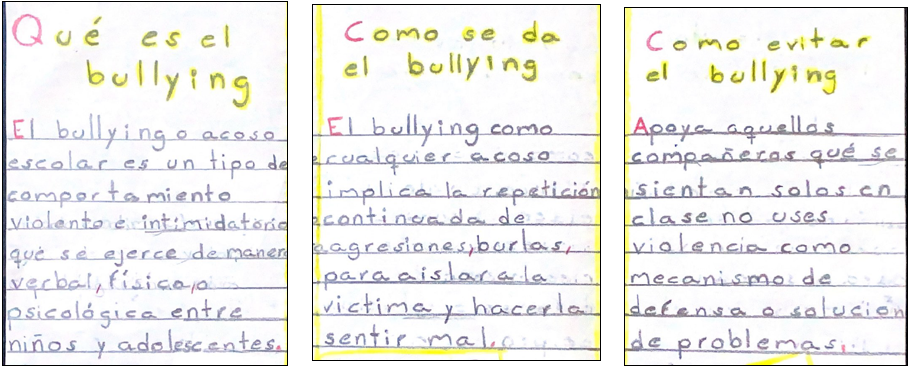 Qué es el
bullying
El bullying o acoso
escolar es un tipo de
comportamiento
violento e intimidatorio
qué se ejerce de manera
verbal, física, o
psicológica entre
niños y adolescentes.
Como se da
el bullying
El bullying como
cualquier acoso
implica la repetición
continuada de
agresiones, burlas,
para aislar a la
victima y hacerla
sentir mal.
Como evitar
el bullying
Apoya aquellos
compañeros qué se
sientan solos en
clase no uses
violencia como
mecanismo de
defensa o solución
de problemas.